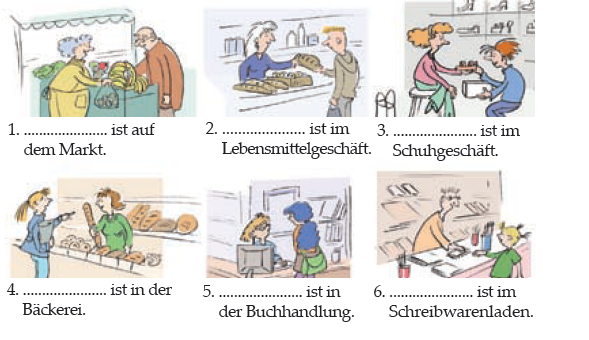 1. ...................... ist auf
dem Markt.
2. ...................... ist im
Lebensmittelgeschäft.
3. ...................... ist im
Schuhgeschäft.
4. ...................... ist in der
Bäckerei.
5. ...................... ist in
der Buchhandlung.
6. ...................... ist im
Schreibwarenladen.